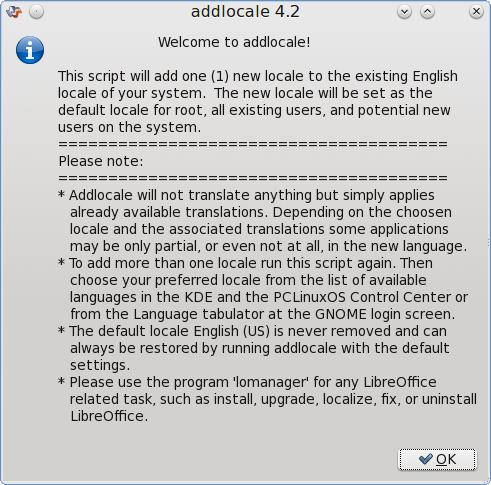 addlocale 4.2
Welcome to addlocale!
This script will add one (1) new locale to the existing English
locale of your system.  The new locale will be set as the
default locale for root, all existing users, and potential new
users on the system.
=======================================
Please note:
=======================================
* Addlocale will not translate anything but simply applies
already available translations. Depending on the choosen
locale and the associated translations some applications
may be only partial, or even not at all, in the new language.
* To add more than one locale run this script again. Then
choose your preferred locale from the list of available
languages in the KDE and the PCLinuxOS Control Center or
from the Language tabulator at the GNOME login screen.
* The default locale English (US) is never removed and can
always be restored by running addlocale with the default
settings.
* Please use the program 'lomanager' for any LibreOffice
related task, such as install, upgrade, localize, fix, or uninstall
LibreOffice.
OK